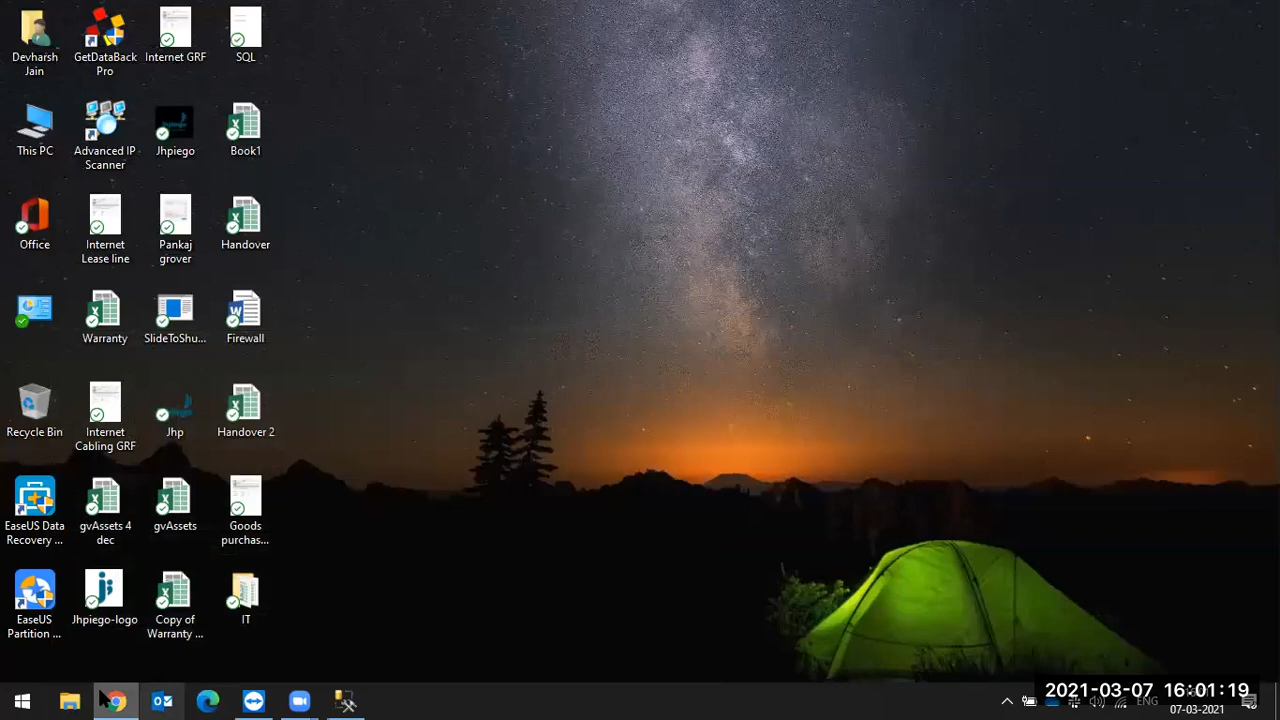 Devharsh
Jain
GetDataBack
Pro
Internet GRF
SQL
This PC
Advanced IP
Scanner
Jhpiego
Book1
Office
Internet
Lease line
Pankaj
grover
Handover
Warranty
SlideToShu...
Firewall
Recycle Bin
Internet
Cabling GRF
Jhp
Handover 2
EaseUS Data
Recovery ...
gvAssets 4
dec
gvAssets
Goods
purchas...
EaseUS
Partition ...
Jhpiego-logo
Copy of
Warranty ...
IT
ENG
2021-03-07 16:01:19
07-03-2021